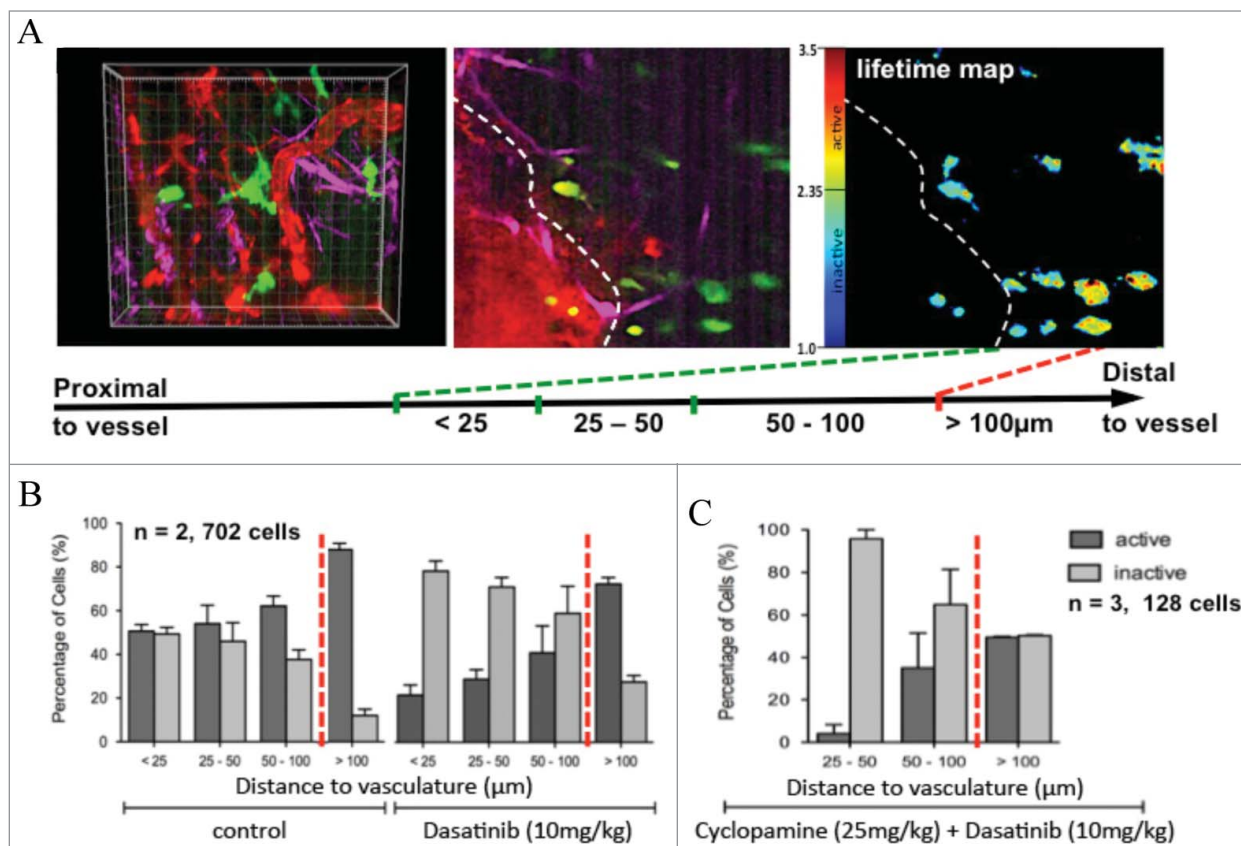 A
lifetime map
3.5
active
2.35
inactive
1.0
Proximal
to vessel
< 25
25 – 50
50 - 100
> 100µm
Distal
to vessel
B
n = 2, 702 cells
Percentage of Cells (%)
100
80
60
40
20
0
< 25
25 - 50
50 - 100
> 100
< 25
25 - 50
50 - 100
> 100
Distance to vasculature (µm)
control
Dasatinib (10mg/kg)
C
active
inactive
n = 3, 128 cells
Percentage of Cells (%)
100
80
60
40
20
0
25 - 50
50 - 100
> 100
Distance to vasculature (µm)
Cyclopamine (25mg/kg) + Dasatinib (10mg/kg)